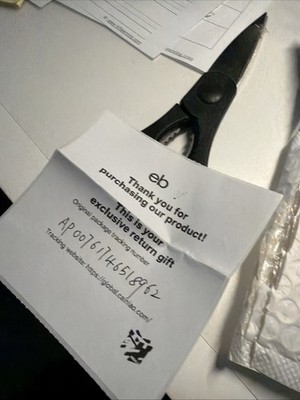 eb
Thank you for
purchasing our product!
This is your
exclusive return gift
Original package tracking number
AP00761746518962
Tracking website: https://global.cainiao.com/